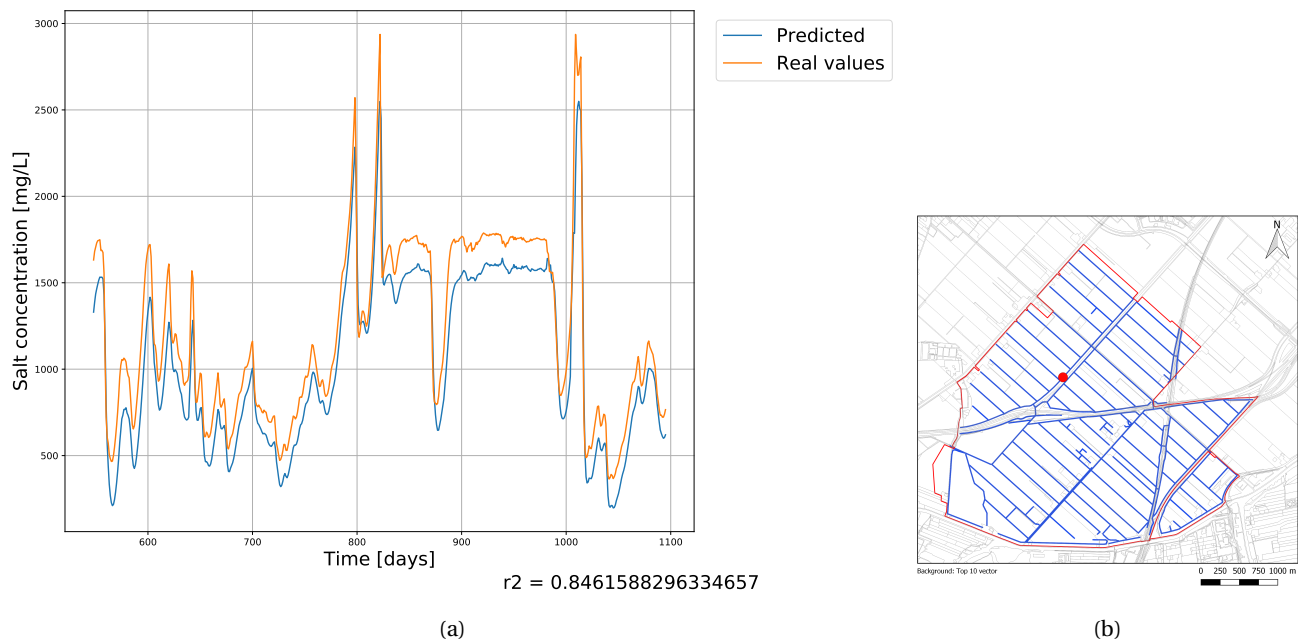 3000
2500
2000
1500
1000
500
Salt concentration [mg/L]
600 700 800 900 1000 1100
Time [days]
r2 = 0.8461588296334657
Predicted
Real values
(a)
N
Background: Top 10 vector
0 250 500 750 1000 m
(b)